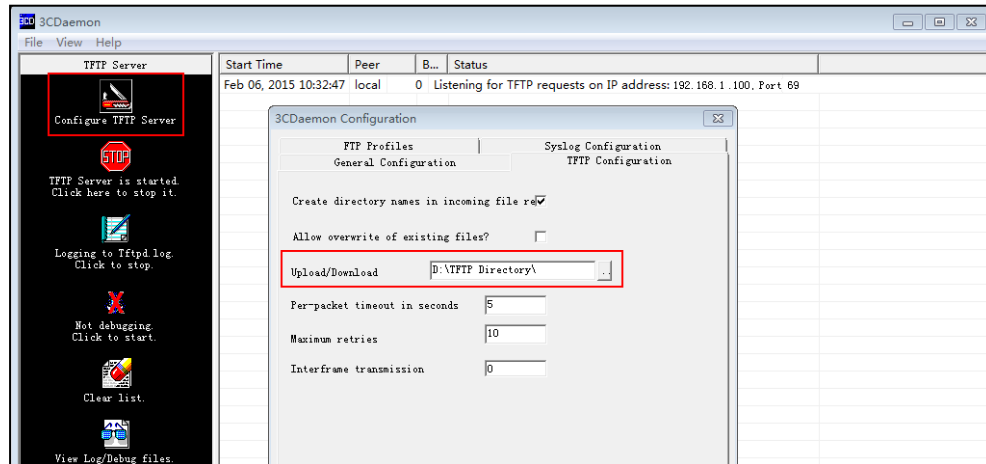 3CD 3CDaemon
File View Help
TFTP Server
Configure TFTP Server
STOP
TFTP Server is started.
Click here to stop it.
Logging to Tftpd.log.
Click to stop.
Not debugging.
Click to start.
Clear list.
View Log/Debug files.
Start Time Peer B... Status
Feb 06, 2015 10:32:47 local 0 Listening for TFTP requests on IP address: 192.168.1.100, Port 69
3CDaemon Configuration
FTP Profiles Syslog Configuration
General Configuration TFTP Configuration
Create directory names in incoming file re
Allow overwrite of existing files?
Upload/Download D:\TFTP Directory\ ..
Per-packet timeout in seconds 5
Maximum retries 10
Interframe transmission 0